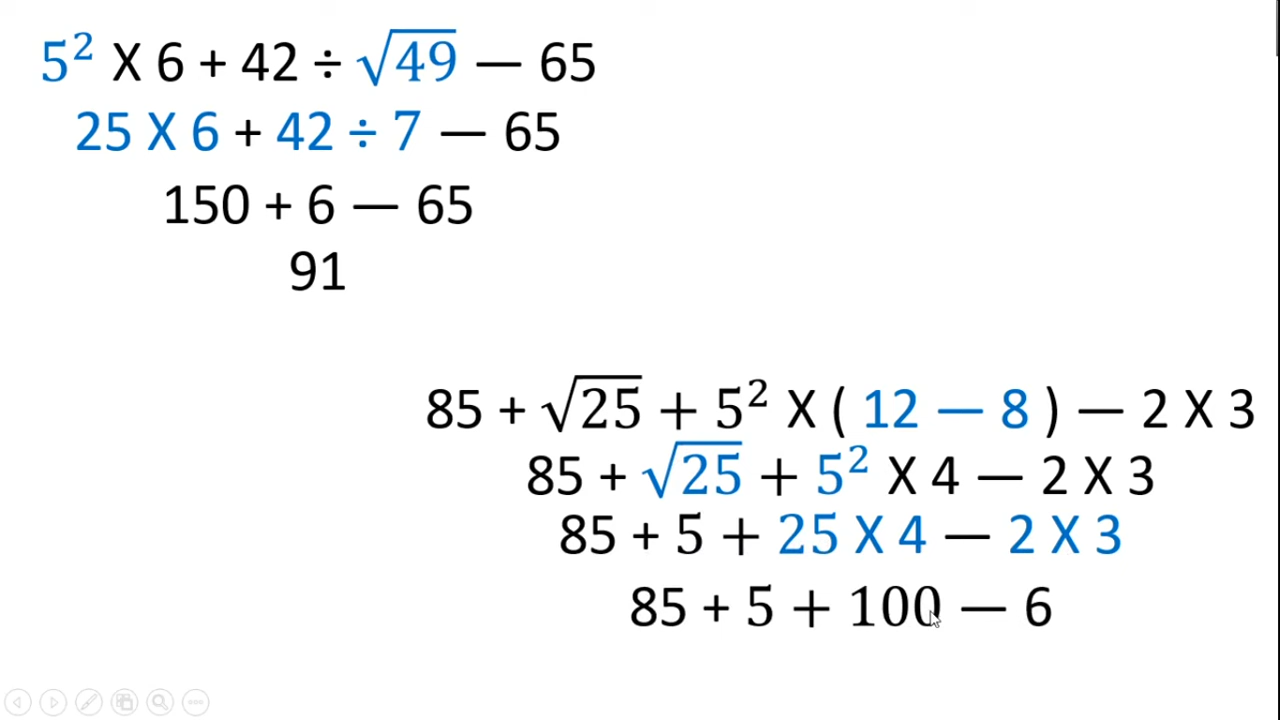 5² X 6 + 42 ÷ √49 — 65
25 X 6 + 42 ÷ 7 — 65
150 + 6 — 65
91
85 + √25 + 5² X ( 12 — 8 ) — 2 X 3
85 + √25 + 5² X 4 — 2 X 3
85 + 5 + 25 X 4 — 2 X 3
85 + 5 + 100 — 6